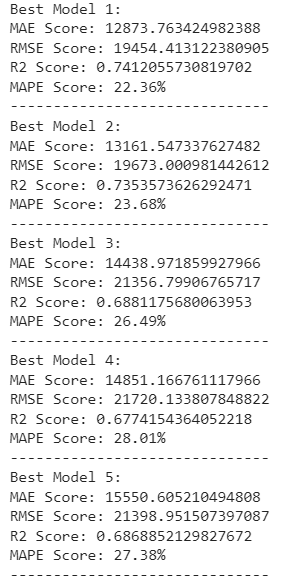 Best Model 1:
MAE Score: 12873.763424982388
RMSE Score: 19454.413122380905
R2 Score: 0.7412055730819702
MAPE Score: 22.36%
------------------------------
Best Model 2:
MAE Score: 13161.547337627482
RMSE Score: 19673.000981442612
R2 Score: 0.7353573626292471
MAPE Score: 23.68%
------------------------------
Best Model 3:
MAE Score: 14438.971859927966
RMSE Score: 21356.79906765717
R2 Score: 0.6881175680063953
MAPE Score: 26.49%
------------------------------
Best Model 4:
MAE Score: 14851.166761117966
RMSE Score: 21720.133807848822
R2 Score: 0.6774154364052218
MAPE Score: 28.01%
------------------------------
Best Model 5:
MAE Score: 15550.605210494808
RMSE Score: 21398.951507397087
R2 Score: 0.6868852129827672
MAPE Score: 27.38%
------------------------------